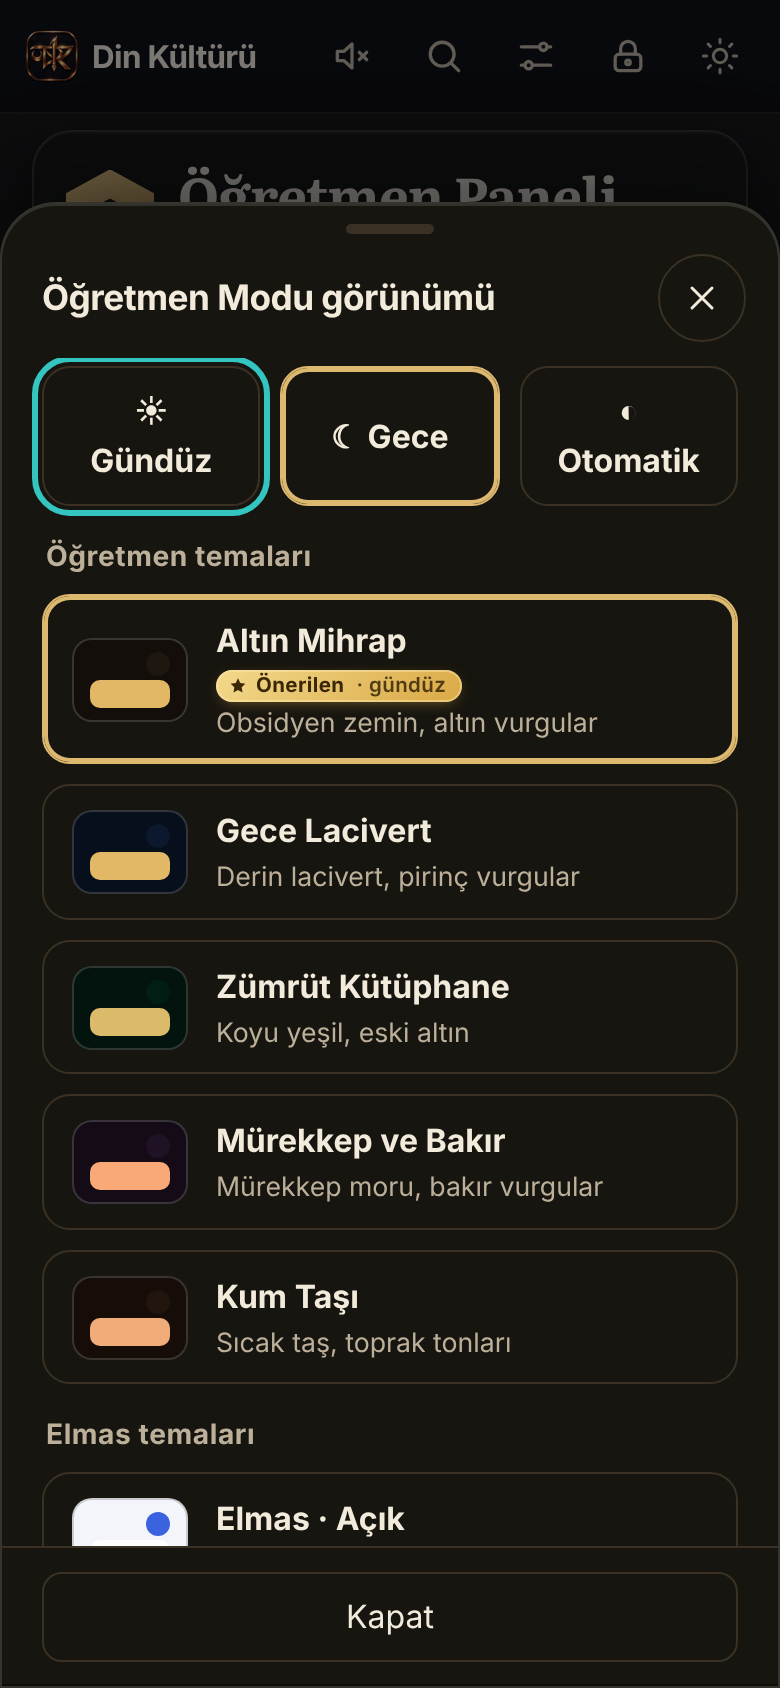 Din Kültürü
Öğretmen Paneli
Öğretmen Modu görünümü
Gündüz
Gece
Otomatik
Öğretmen temaları
Altın Mihrap
Önerilen · gündüz
Obsidyen zemin, altın vurgular
Gece Lacivert
Derin lacivert, pirinç vurgular
Zümrüt Kütüphane
Koyu yeşil, eski altın
Mürekkep ve Bakır
Mürekkep moru, bakır vurgular
Kum Taşı
Sıcak taş, toprak tonları
Elmas temaları
Elmas · Açık
Kapat